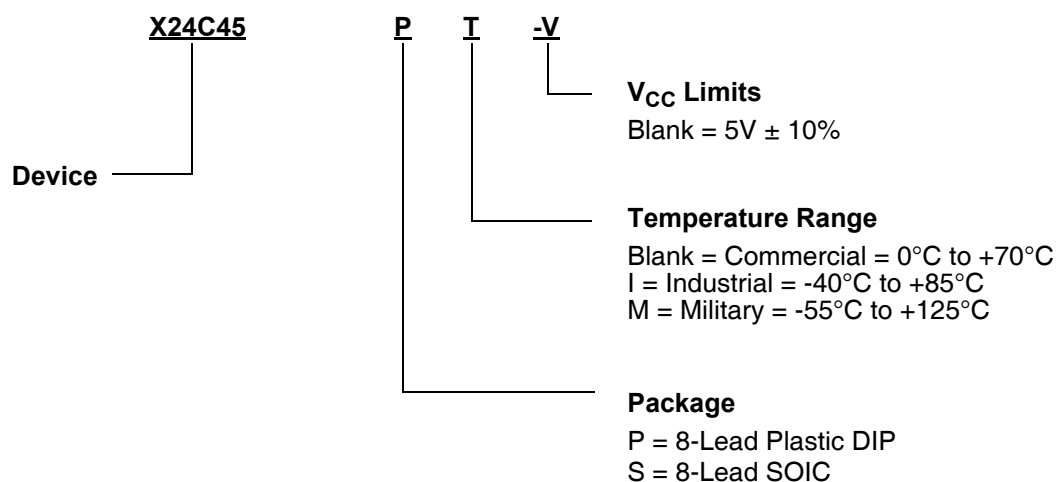 X24C45 P T -V
VCC Limits
Blank = 5V ± 10%
Device
Temperature Range
Blank = Commercial = 0°C to +70°C
I = Industrial = -40°C to +85°C
M = Military = -55°C to +125°C
Package
P = 8-Lead Plastic DIP
S = 8-Lead SOIC